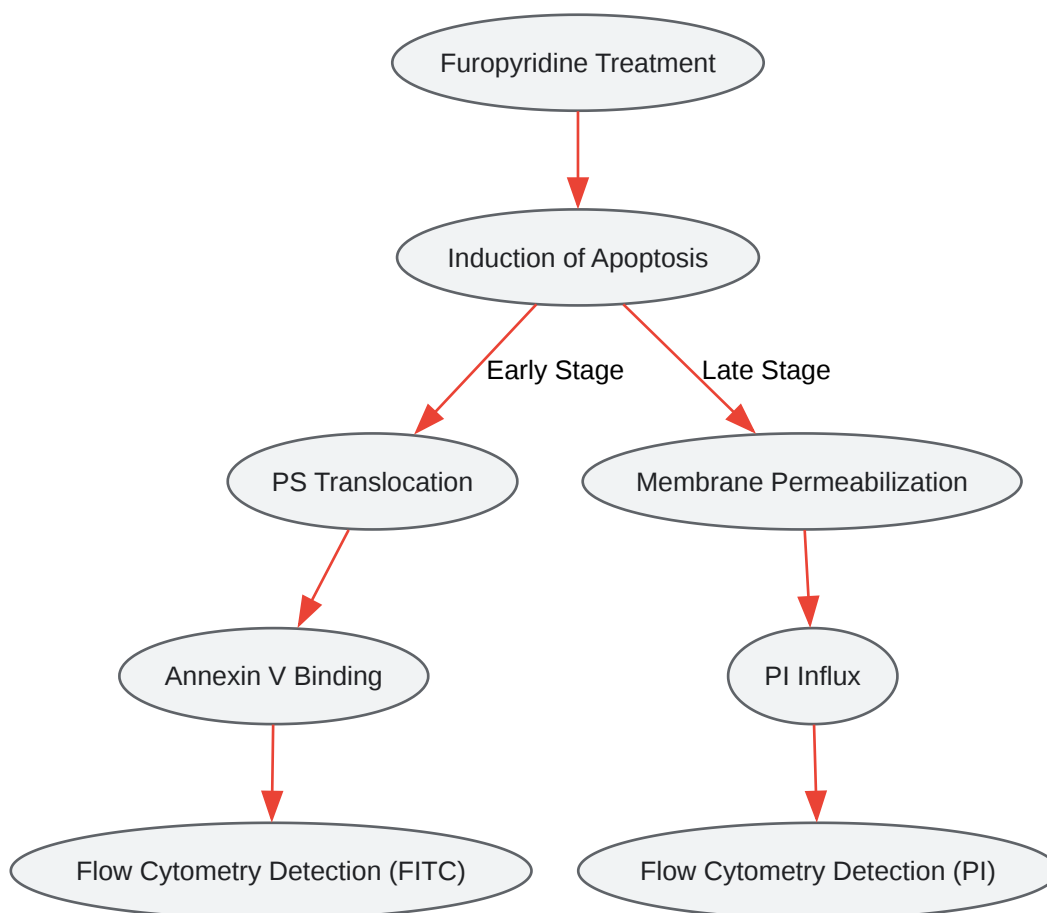 Furopyridine Treatment
Induction of Apoptosis
Early Stage
Late Stage
PS Translocation
Membrane Permeabilization
Annexin V Binding
PI Influx
Flow Cytometry Detection (FITC)
Flow Cytometry Detection (PI)